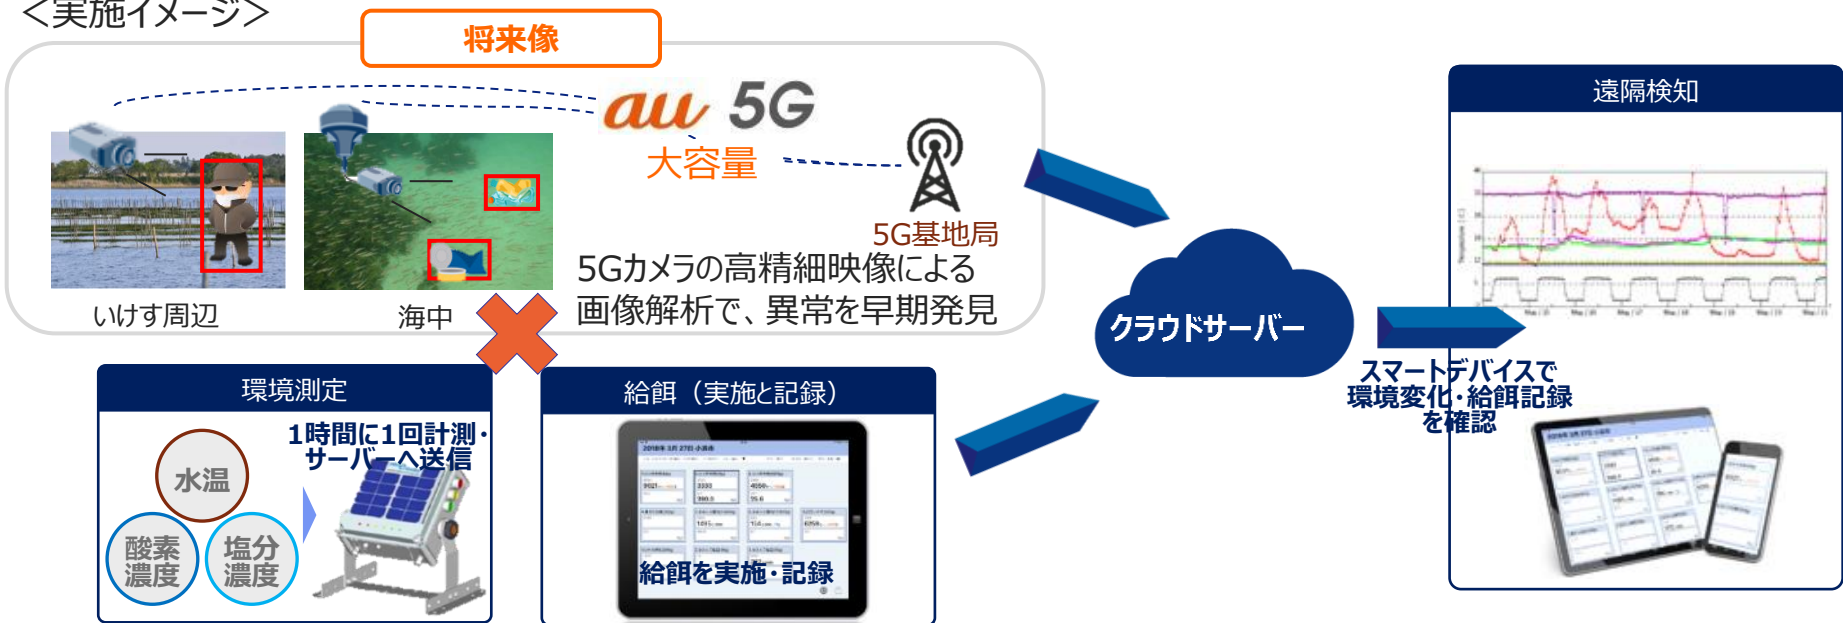 ＜実施イメージ＞
将来像
au 5G
大容量
5G基地局
いけす周辺
海中
5Gカメラの高精細映像による
画像解析で、異常を早期発見
環境測定
1時間に1回計測・
サーバーへ送信
水温
酸素
濃度
塩分
濃度
給餌（実施と記録）
給餌を実施・記録
クラウドサーバー
スマートデバイスで
環境変化・給餌記録
を確認
遠隔検知